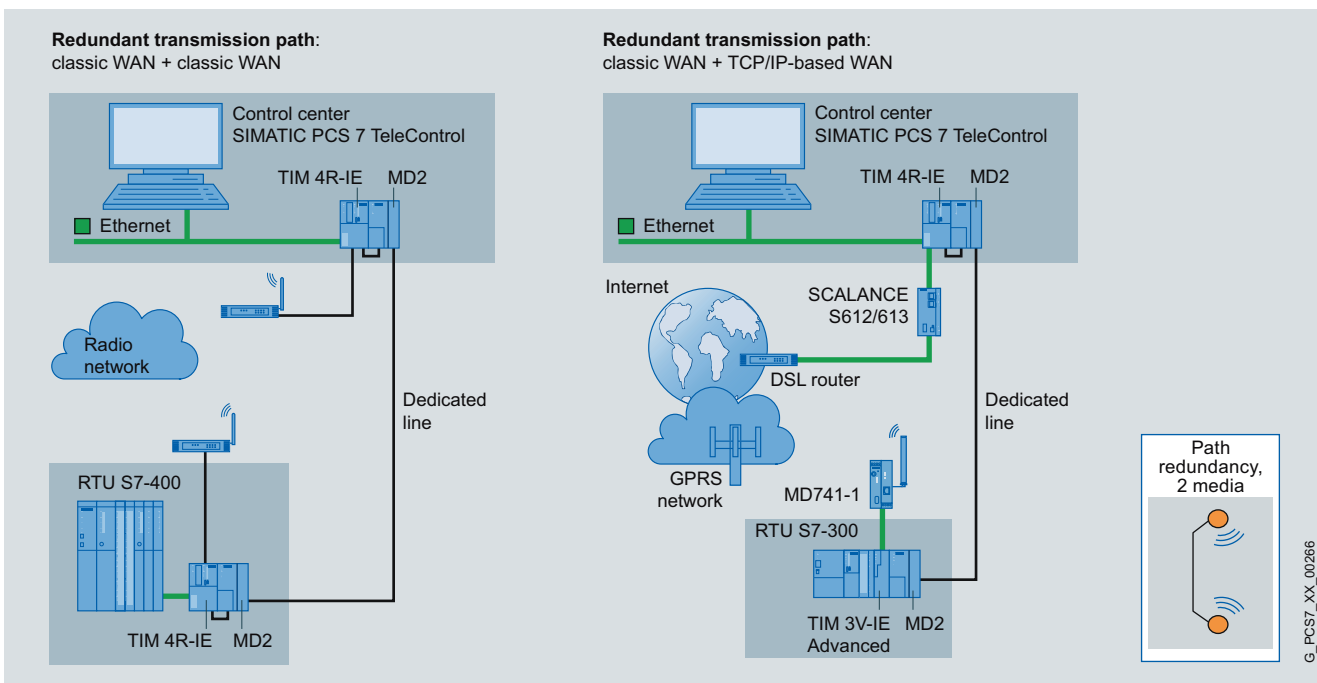 Redundant transmission path:
classic WAN + classic WAN
Control center
SIMATIC PCS 7 TeleControl
TIM 4R-IE MD2
Ethernet
Radio
network
Dedicated
line
RTU S7-400
TIM 4R-IE MD2
Redundant transmission path:
classic WAN + TCP/IP-based WAN
Control center
SIMATIC PCS 7 TeleControl
TIM 4R-IE MD2
Ethernet
Internet
SCALANCE
S612/613
DSL router
Dedicated
line
GPRS
network
MD741-1
RTU S7-300
TIM 3V-IE MD2
Advanced
Path
redundancy,
2 media
G_PCS7_XX_00266